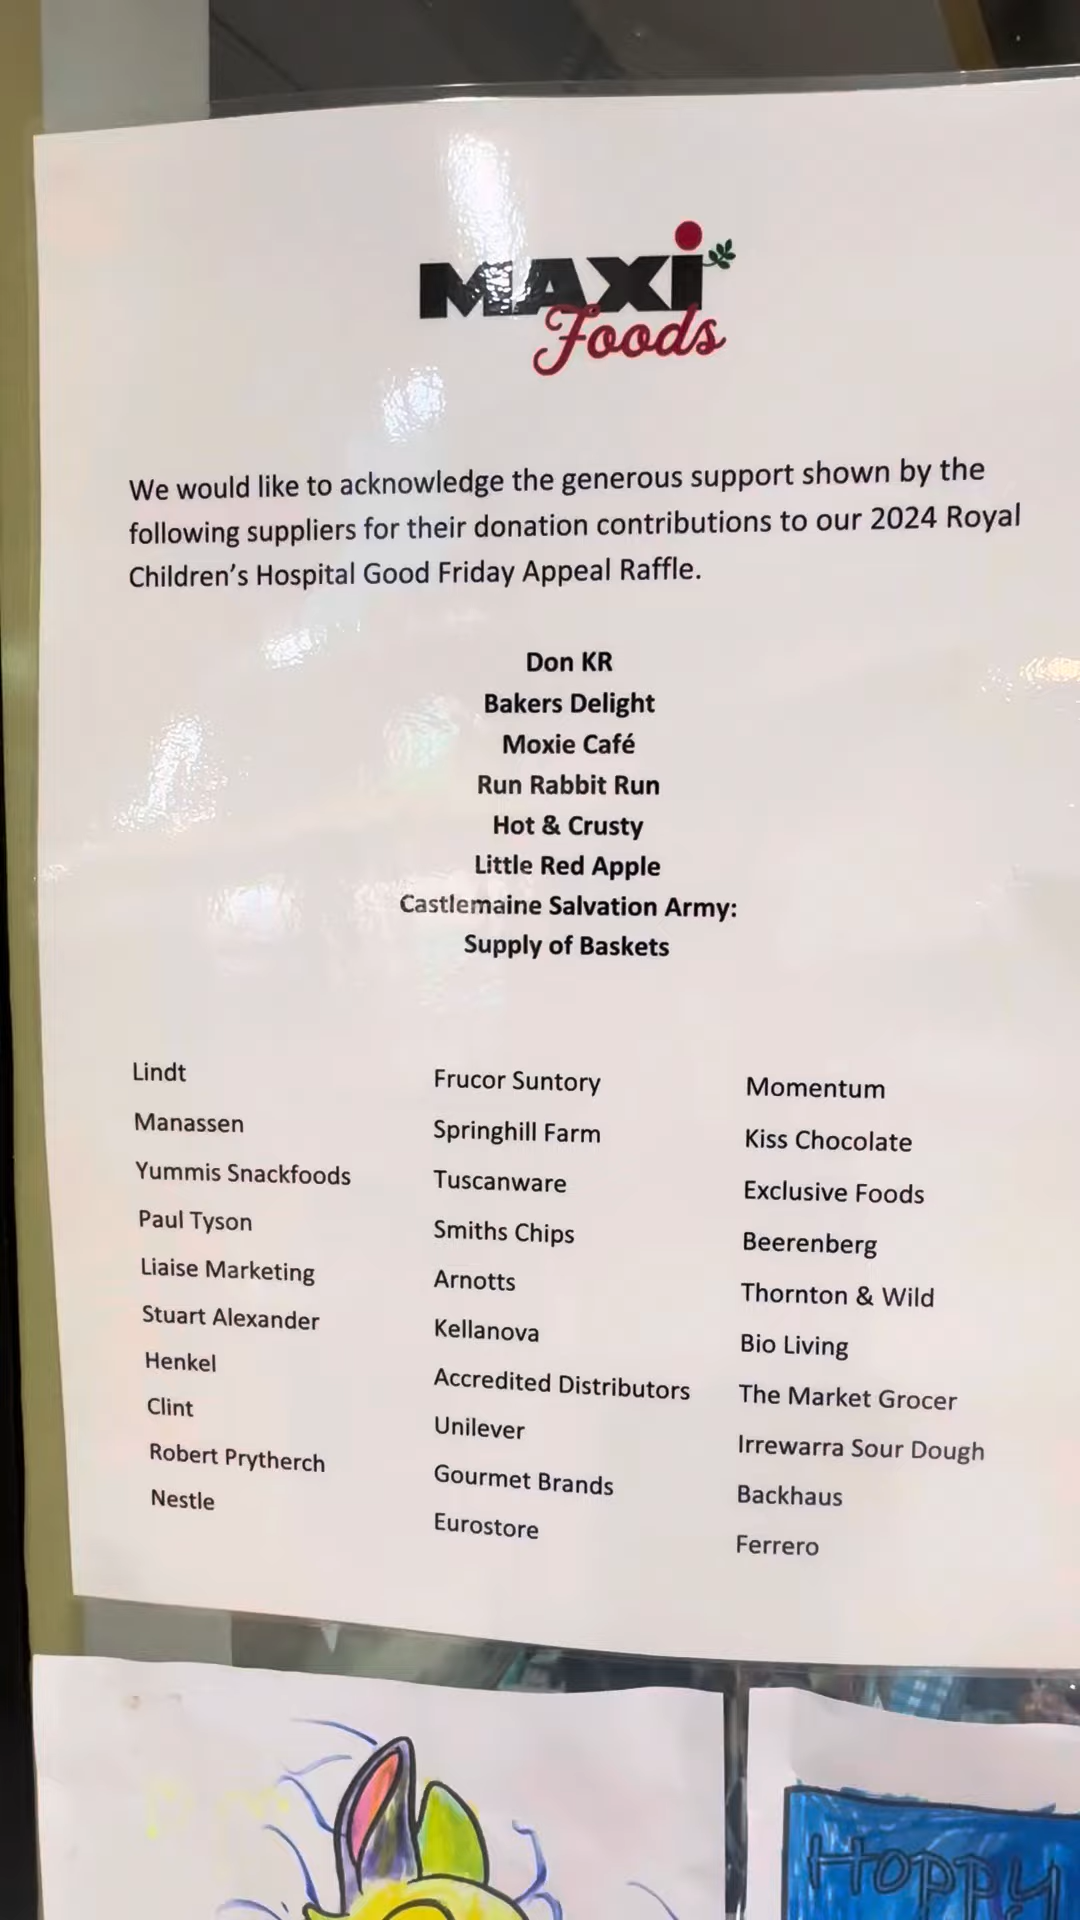 MAXi
Foods
We would like to acknowledge the generous support shown by the
following suppliers for their donation contributions to our 2024 Royal
Children's Hospital Good Friday Appeal Raffle.
Don KR
Bakers Delight
Moxie Café
Run Rabbit Run
Hot & Crusty
Little Red Apple
Castlemaine Salvation Army:
Supply of Baskets
Lindt
Manassen
Yummis Snackfoods
Paul Tyson
Liaise Marketing
Stuart Alexander
Henkel
Clint
Robert Prytherch
Nestle
Frucor Suntory
Springhill Farm
Tuscanware
Smiths Chips
Arnotts
Kellanova
Accredited Distributors
Unilever
Gourmet Brands
Eurostore
Momentum
Kiss Chocolate
Exclusive Foods
Beerenberg
Thornton & Wild
Bio Living
The Market Grocer
Irrewarra Sour Dough
Backhaus
Ferrero
Hoppy